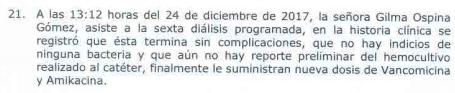 21. A las 13:12 horas del 24 de diciembre de 2017, la señora Gilma Ospina
Gómez, asiste a la sexta diálisis programada, en la historia clínica se
registró que ésta termina sin complicaciones, que no hay indicios de
ninguna bacteria y que aún no hay reporte preliminar del hemocultivo
realizado al catéter, finalmente le suministran nueva dosis de Vancomicina
y Amikacina.